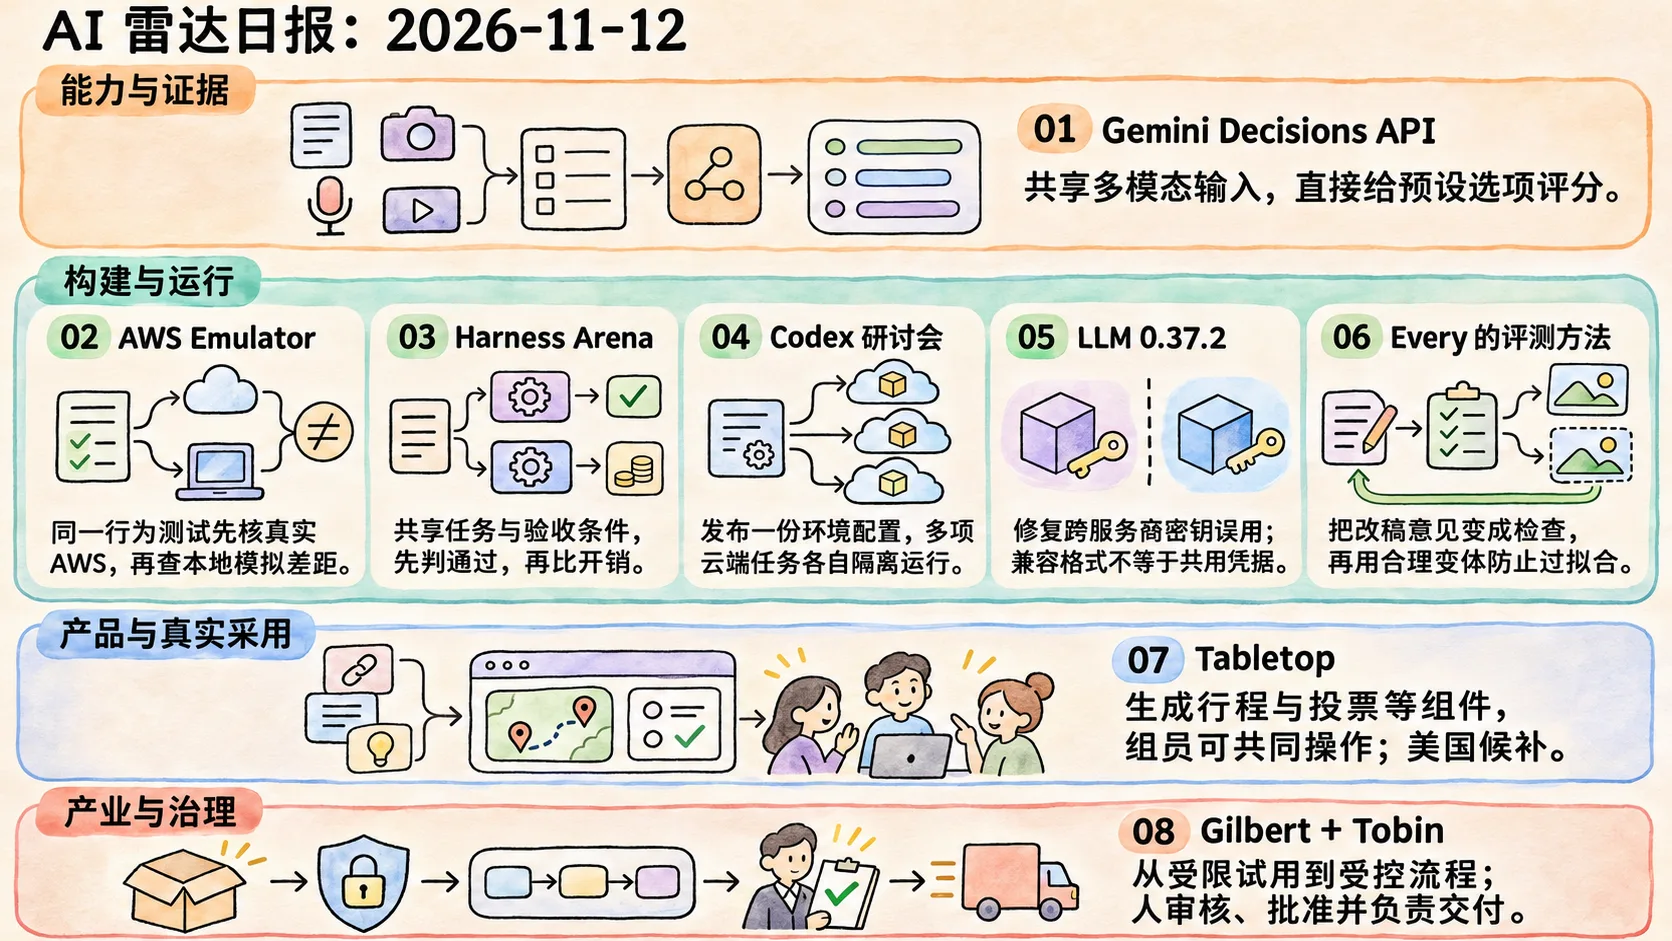 AI 雷达日报：2026-11-12
能力与证据
01 Gemini Decisions API
共享多模态输入，直接给预设选项评分。
构建与运行
02 AWS Emulator
同一行为测试先核真实
AWS，再查本地模拟差距。
03 Harness Arena
共享任务与验收条件，
先判通过，再比开销。
04 Codex 研讨会
发布一份环境配置，多项
云端任务各自隔离运行。
05 LLM 0.37.2
修复跨服务商密钥误用；
兼容格式不等于共用凭据。
06 Every 的评测方法
把改稿意见变成检查，
再用合理变体防止过拟合。
产品与真实采用
07 Tabletop
生成行程与投票等组件，
组员可共同操作；美国候补。
产业与治理
08 Gilbert + Tobin
从受限试用到受控流程；
人审核、批准并负责交付。